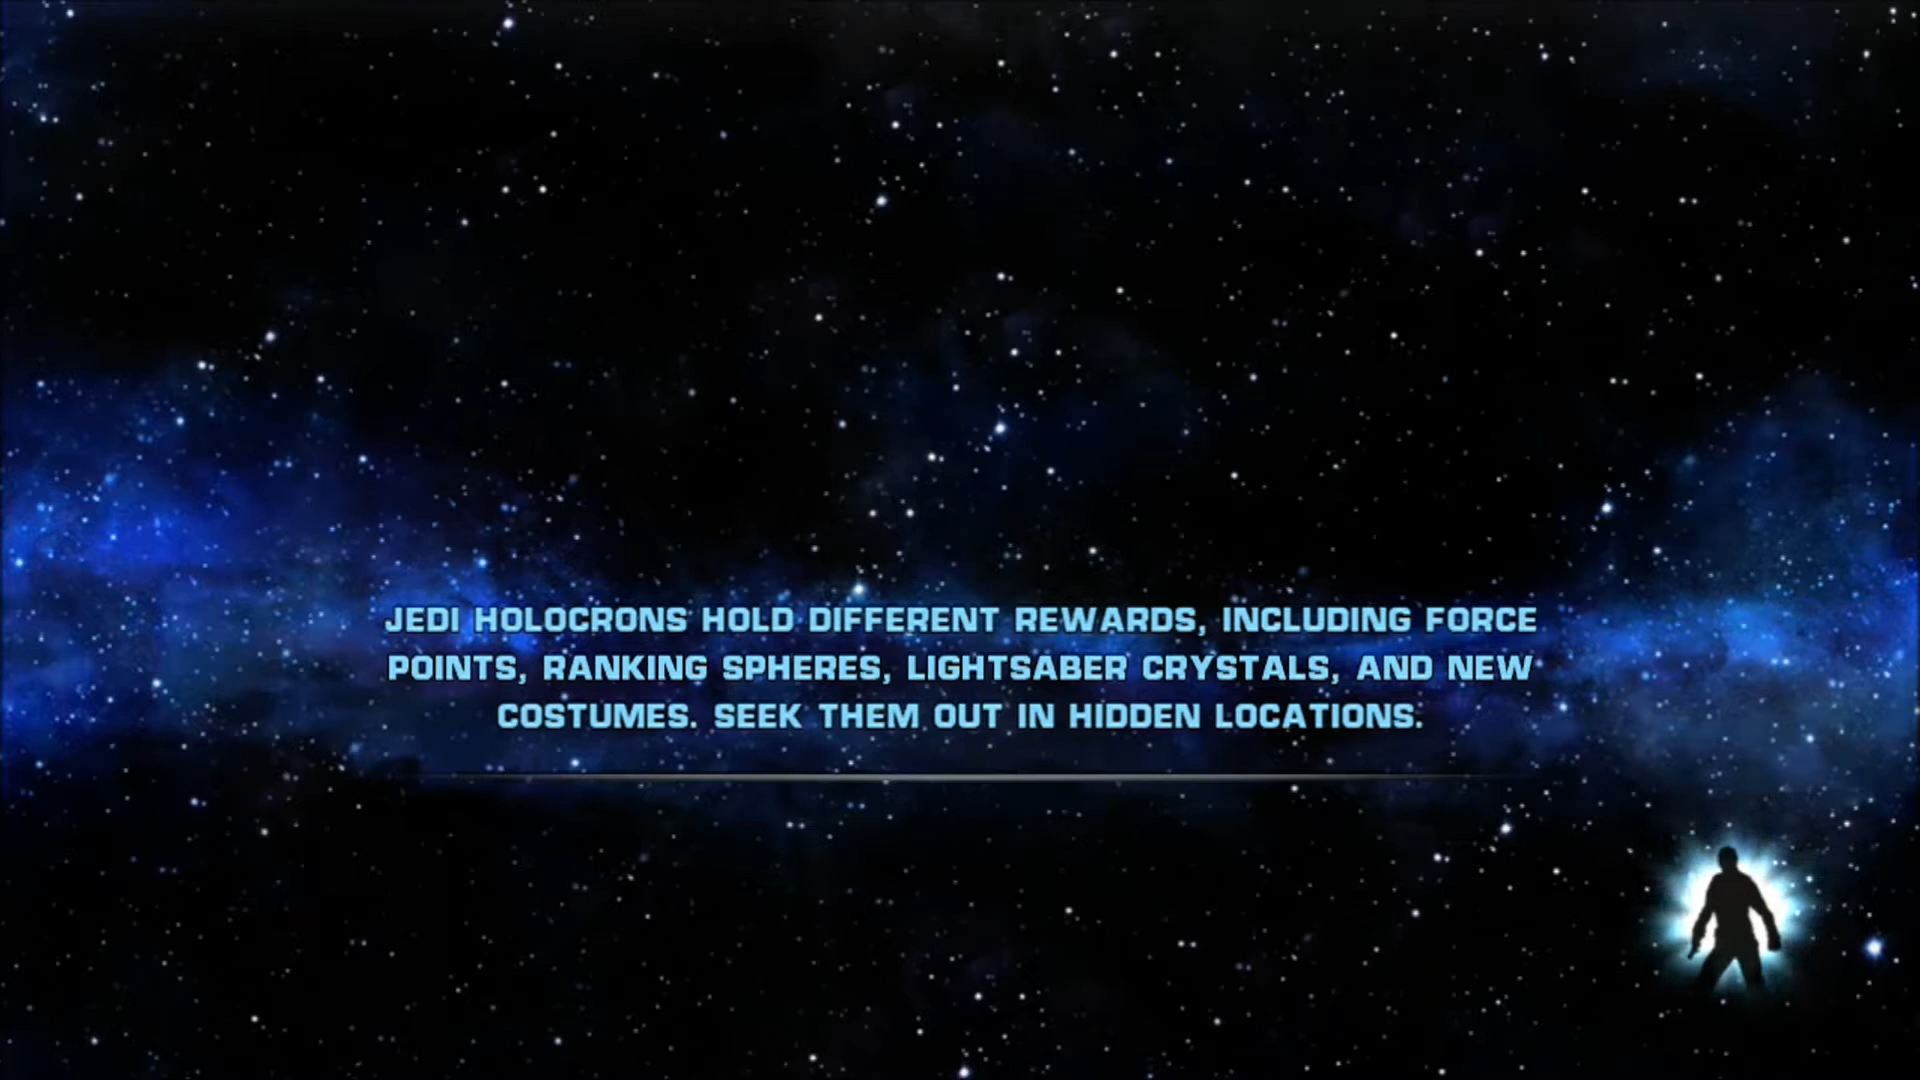 JEDI HOLOCRONS HOLD DIFFERENT REWARDS, INCLUDING FORCE
POINTS, RANKING SPHERES, LIGHTSABER CRYSTALS, AND NEW
COSTUMES. SEEK THEM OUT IN HIDDEN LOCATIONS.